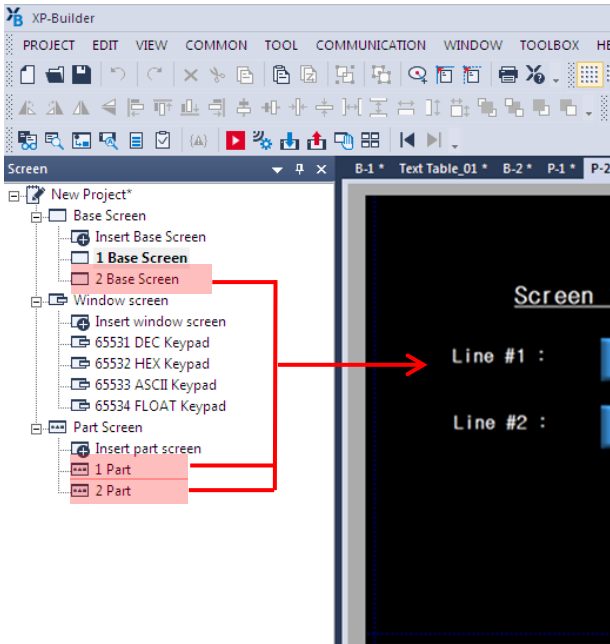 XP-Builder
PROJECT EDIT VIEW COMMON TOOL COMMUNICATION WINDOW TOOLBOX HE
Screen
B-1 * Text Table_01 * B-2 * P-1 * P-2
New Project*
Base Screen
Insert Base Screen
1 Base Screen
2 Base Screen
Window screen
Insert window screen
65531 DEC Keypad
65532 HEX Keypad
65533 ASCII Keypad
65534 FLOAT Keypad
Part Screen
Insert part screen
1 Part
2 Part
Screen
Line #1 :
Line #2 :